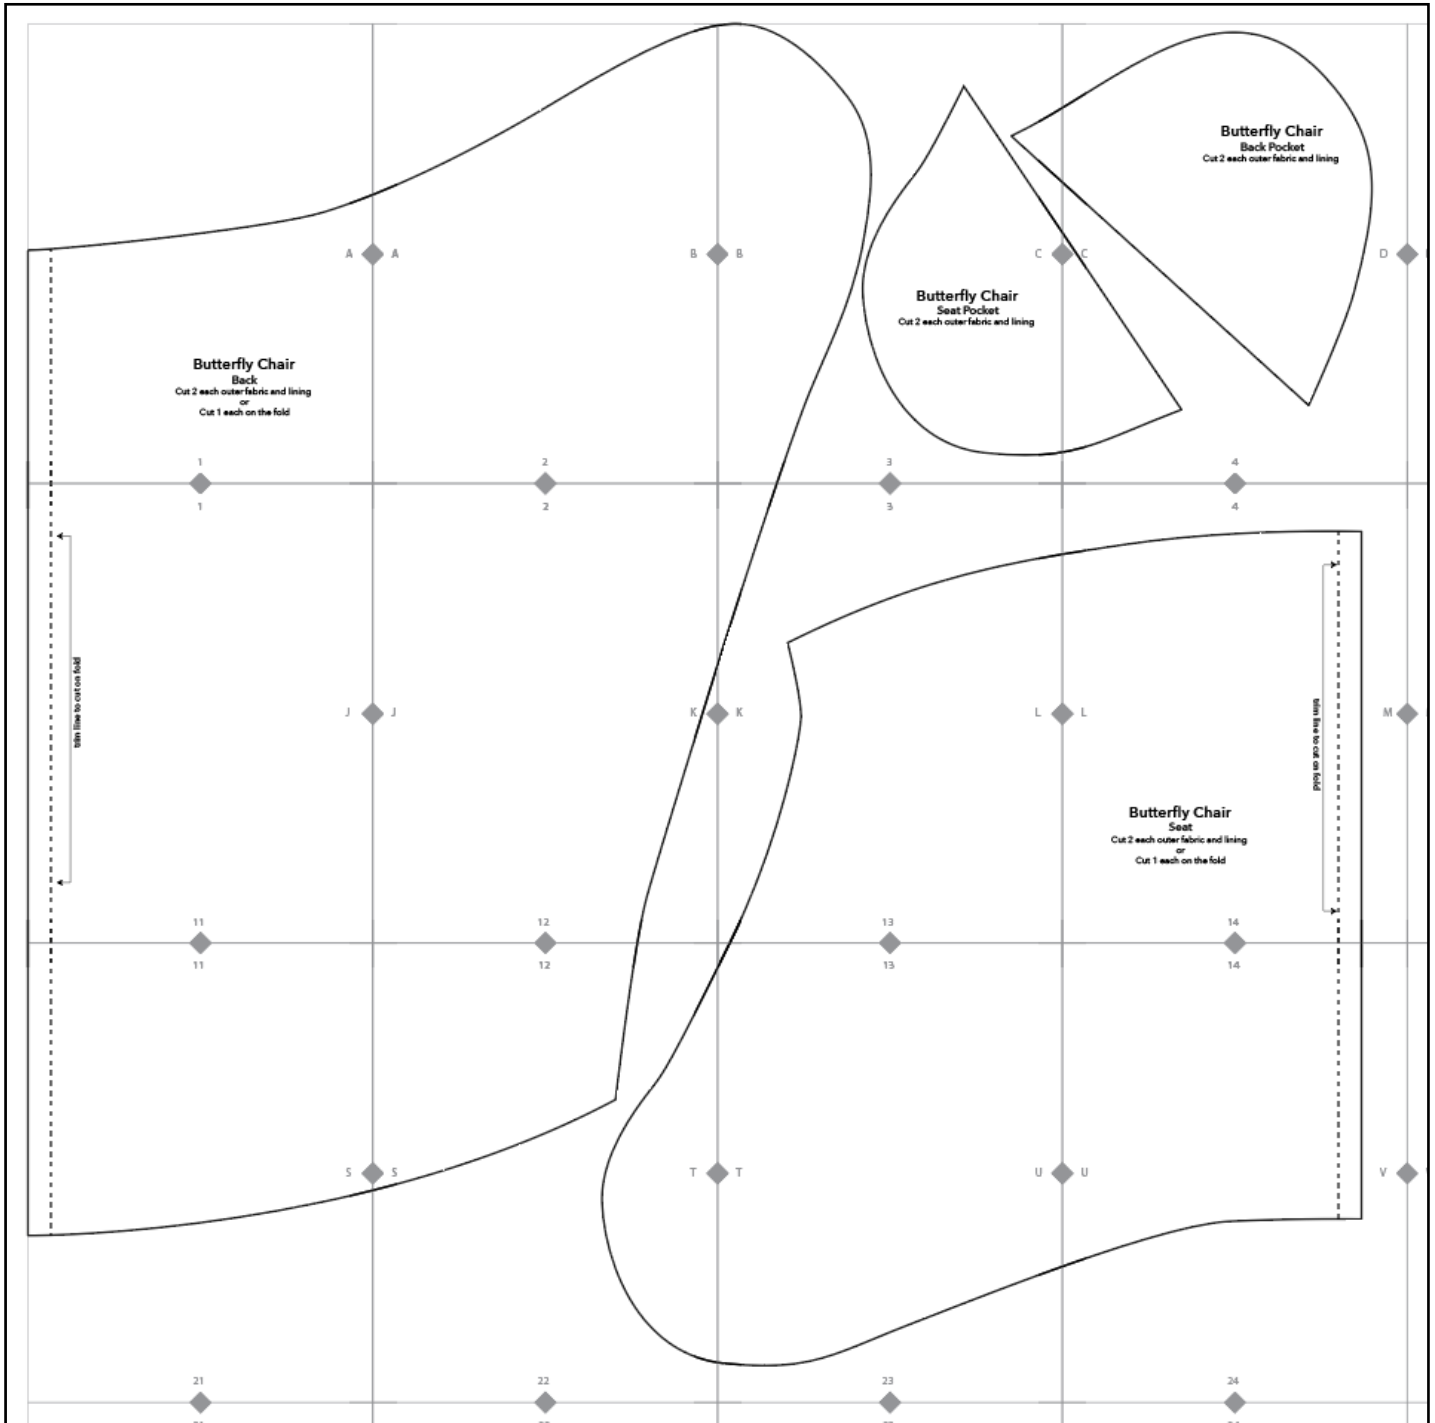 Butterfly Chair
Back Pocket
Cut 2 each outer fabric and lining
A A
B B
C C
D
Butterfly Chair
Seat Pocket
Cut 2 each outer fabric and lining
Butterfly Chair
Back
Cut 2 each outer fabric and lining
or
Cut 1 each on the fold
1 2 3 4
1 2 3 4
trim line to cut on fold
trim line to cut on fold
J J
K K
L L
M
Butterfly Chair
Seat
Cut 2 each outer fabric and lining
or
Cut 1 each on the fold
11 12 13 14
11 12 13 14
S S
T T
U U
V
21 22 23 24